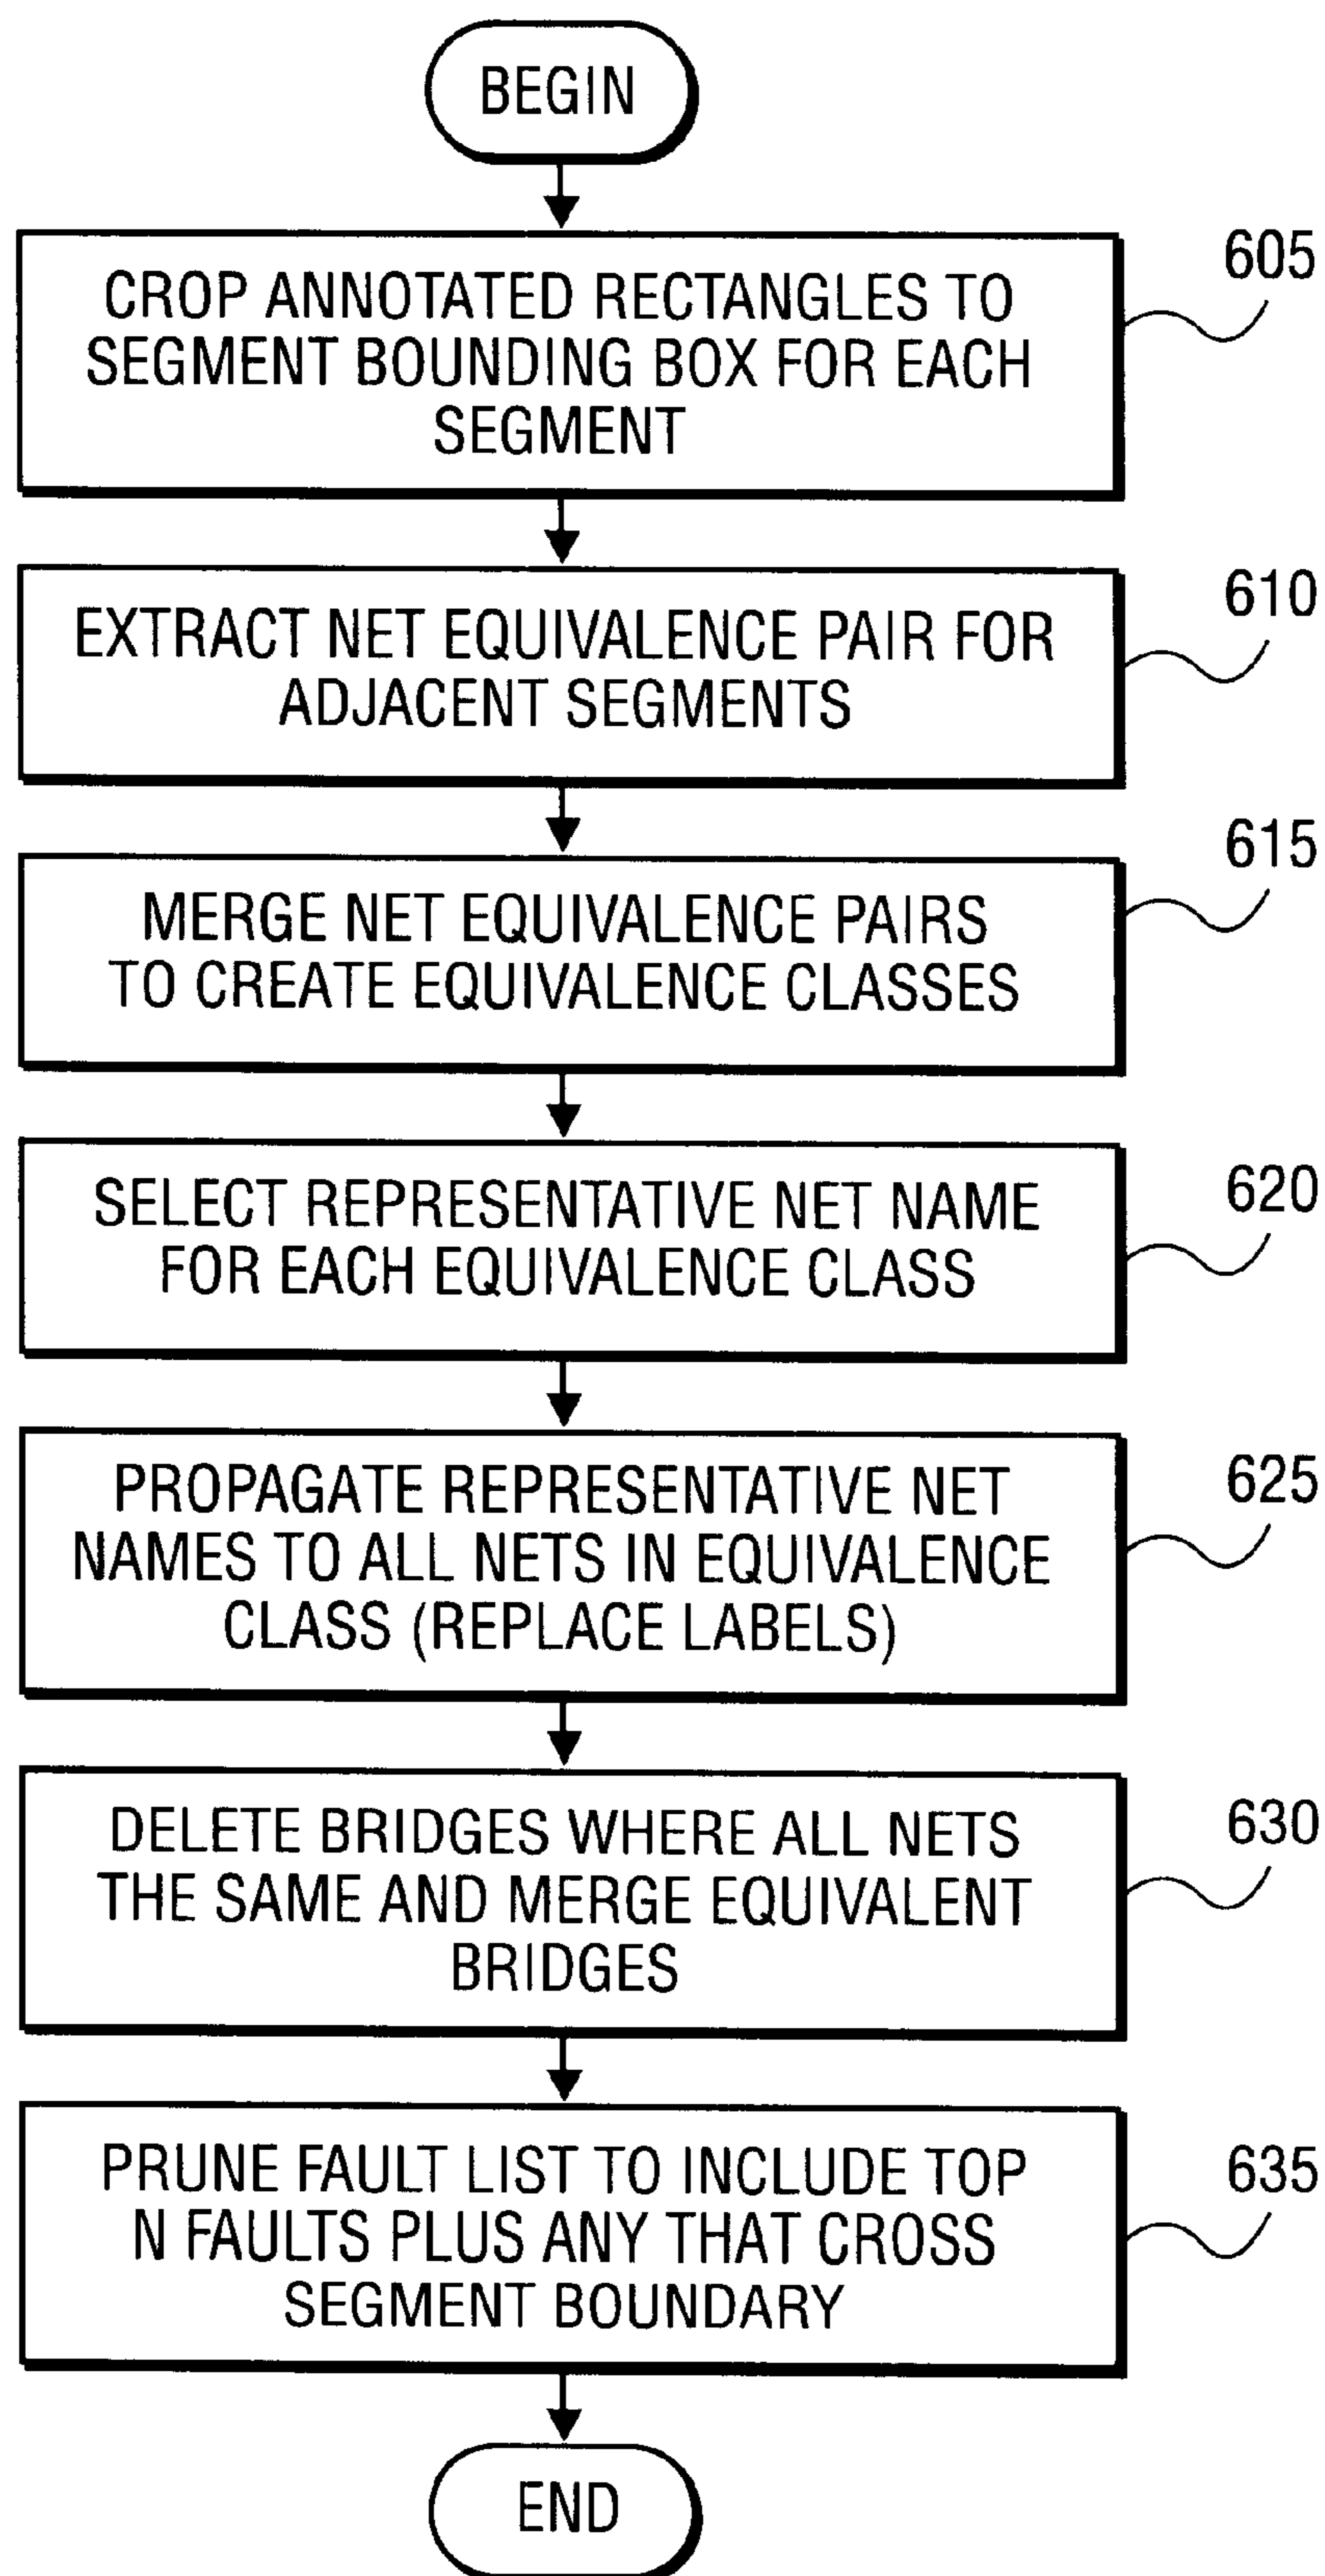 BEGIN
CROP ANNOTATED RECTANGLES TO
SEGMENT BOUNDING BOX FOR EACH
SEGMENT
605
EXTRACT NET EQUIVALENCE PAIR FOR
ADJACENT SEGMENTS
610
MERGE NET EQUIVALENCE PAIRS
TO CREATE EQUIVALENCE CLASSES
615
SELECT REPRESENTATIVE NET NAME
FOR EACH EQUIVALENCE CLASS
620
PROPAGATE REPRESENTATIVE NET
NAMES TO ALL NETS IN EQUIVALENCE
CLASS (REPLACE LABELS)
625
DELETE BRIDGES WHERE ALL NETS
THE SAME AND MERGE EQUIVALENT
BRIDGES
630
PRUNE FAULT LIST TO INCLUDE TOP
N FAULTS PLUS ANY THAT CROSS
SEGMENT BOUNDARY
635
END